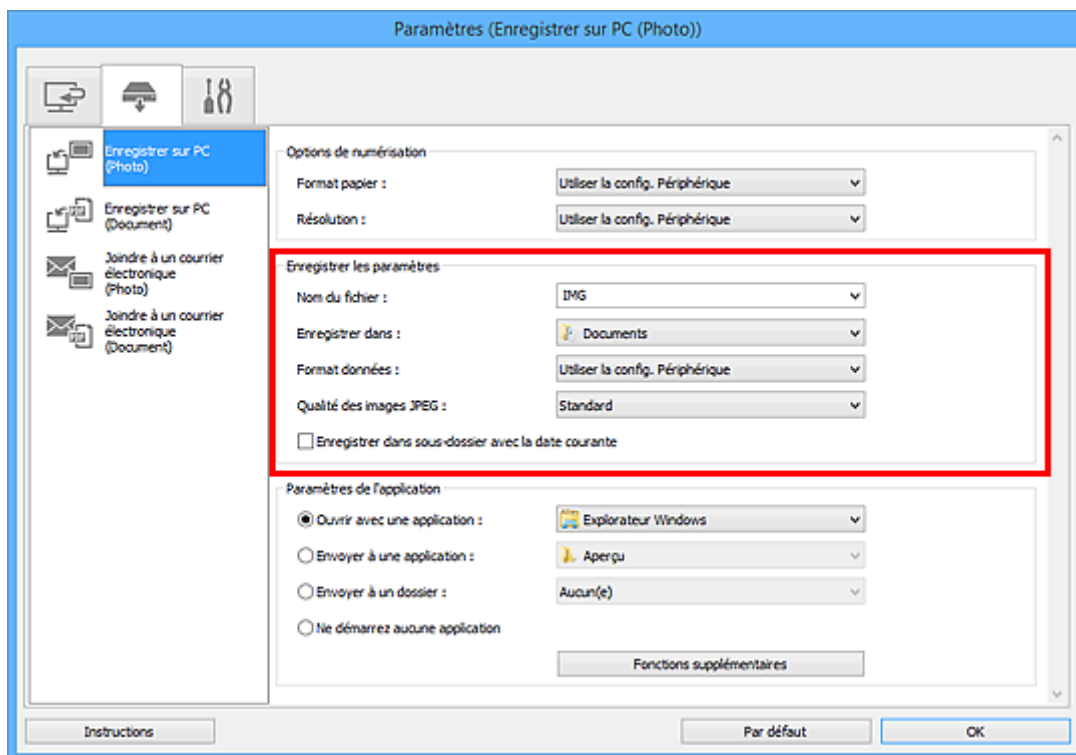 Paramètres (Enregistrer sur PC (Photo))
Enregistrer sur PC
(Photo)
Enregistrer sur PC
(Document)
Joindre à un courrier
électronique
(Photo)
Joindre à un courrier
électronique
(Document)
Options de numérisation
Format papier : Utiliser la config. Périphérique
Résolution : Utiliser la config. Périphérique
Enregistrer les paramètres
Nom du fichier : IMG
Enregistrer dans : Documents
Format données : Utiliser la config. Périphérique
Qualité des images JPEG : Standard
Enregistrer dans sous-dossier avec la date courante
Paramètres de l'application
Ouvrir avec une application : Explorateur Windows
Envoyer à une application : Aperçu
Envoyer à un dossier : Aucun(e)
Ne démarrez aucune application
Fonctions supplémentaires
Instructions Par défaut OK